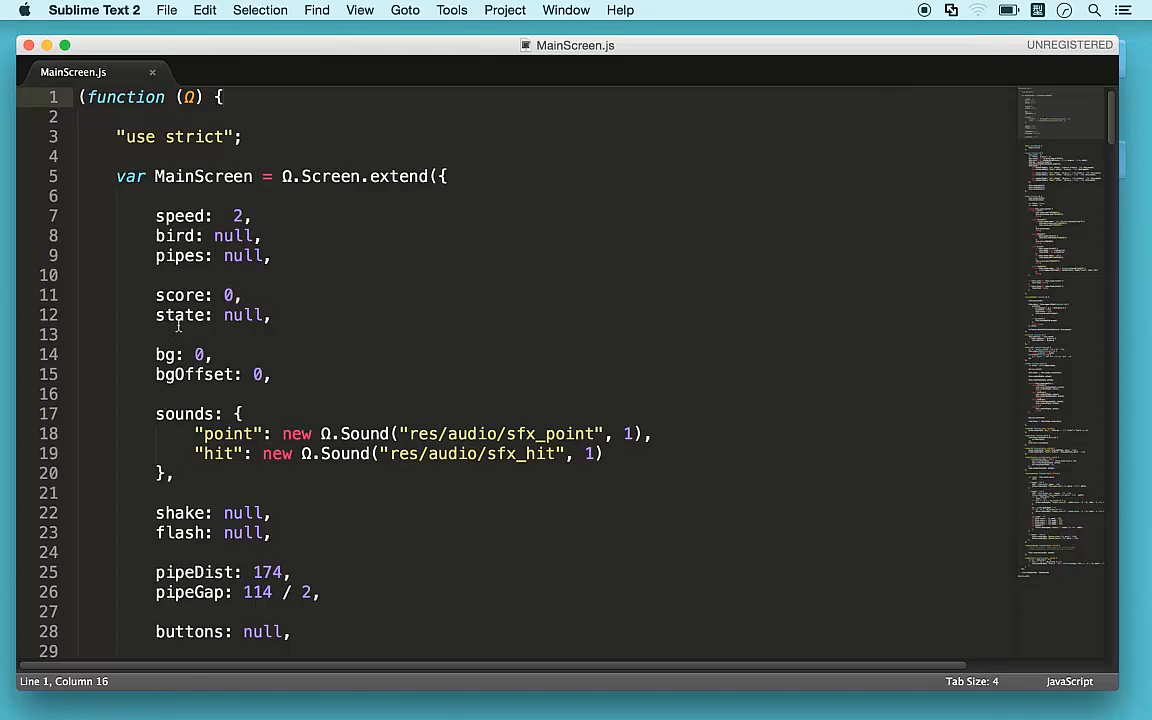 Sublime Text 2 File Edit Selection Find View Goto Tools Project Window Help
MainScreen.js UNREGISTERED
MainScreen.js ×
1 (function (Ω) {
2
3 "use strict";
4
5 var MainScreen = Ω.Screen.extend({
6
7 speed:  2,
8 bird: null,
9 pipes: null,
10
11 score: 0,
12 state: null,
13
14 bg: 0,
15 bgOffset: 0,
16
17 sounds: {
18 "point": new Ω.Sound("res/audio/sfx_point", 1),
19 "hit": new Ω.Sound("res/audio/sfx_hit", 1)
20 },
21
22 shake: null,
23 flash: null,
24
25 pipeDist: 174,
26 pipeGap: 114 / 2,
27
28 buttons: null,
29
Line 1, Column 16 Tab Size: 4 JavaScript